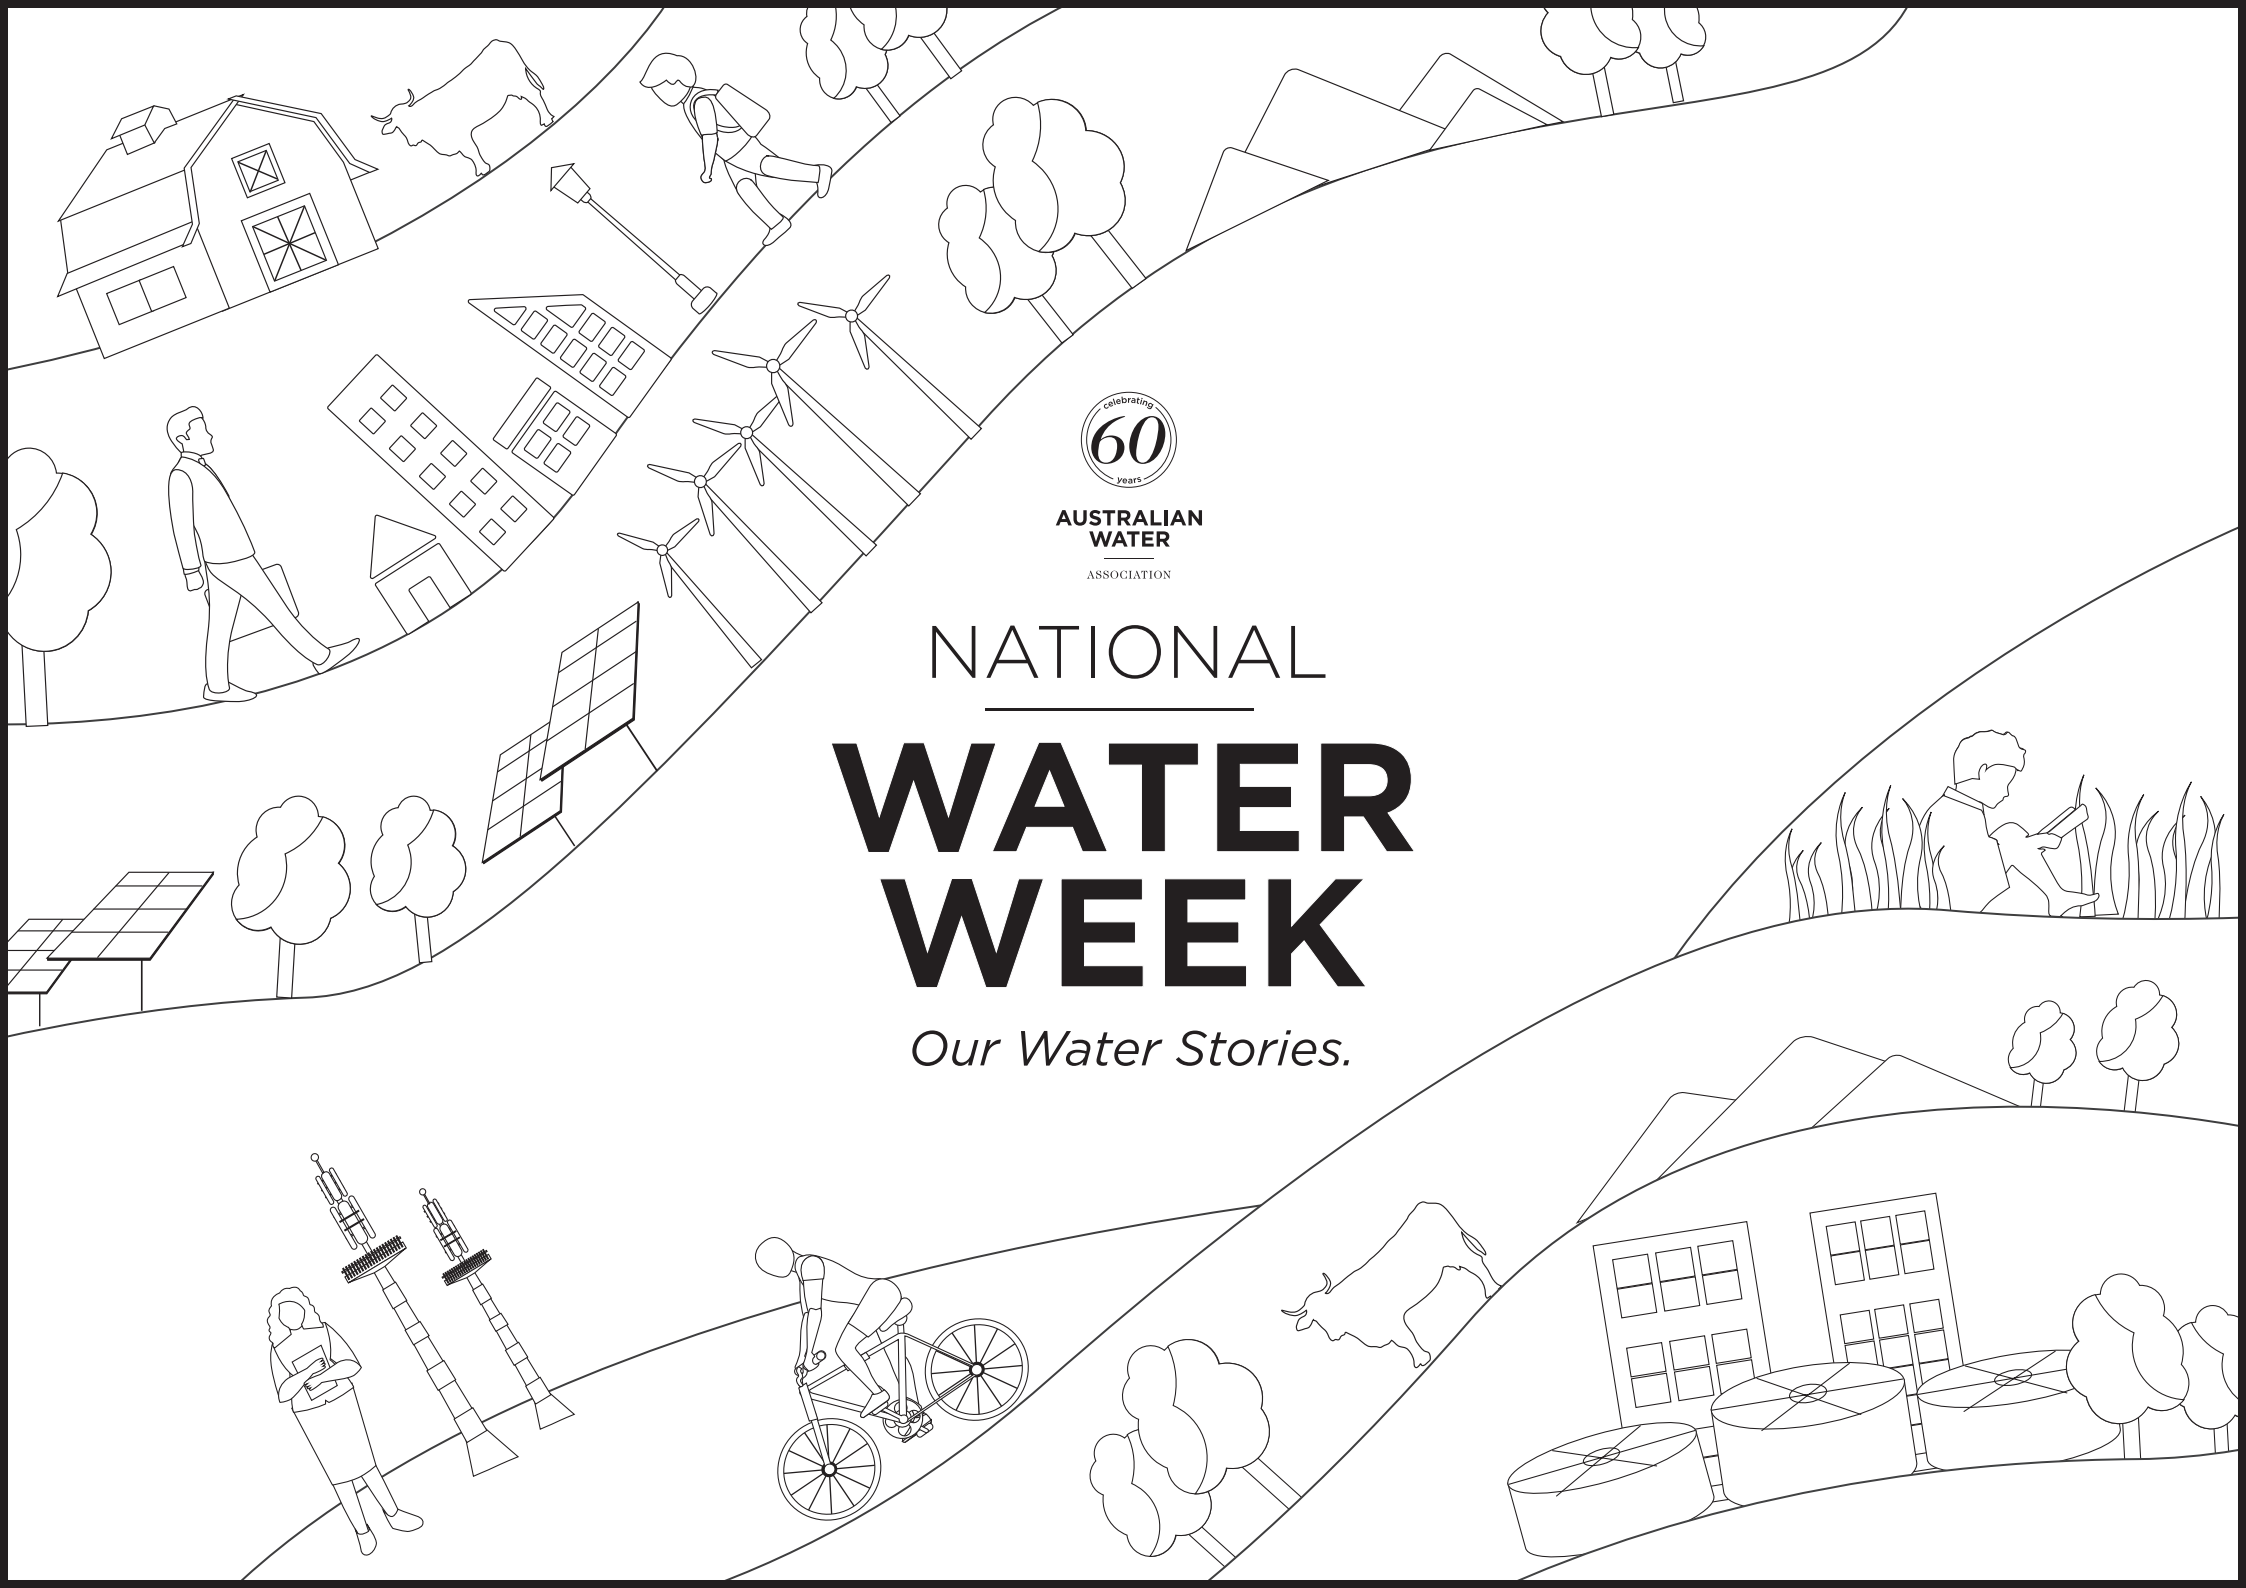 celebrating
60
years
AUSTRALIAN
WATER
ASSOCIATION
NATIONAL
WATER
WEEK
Our Water Stories.